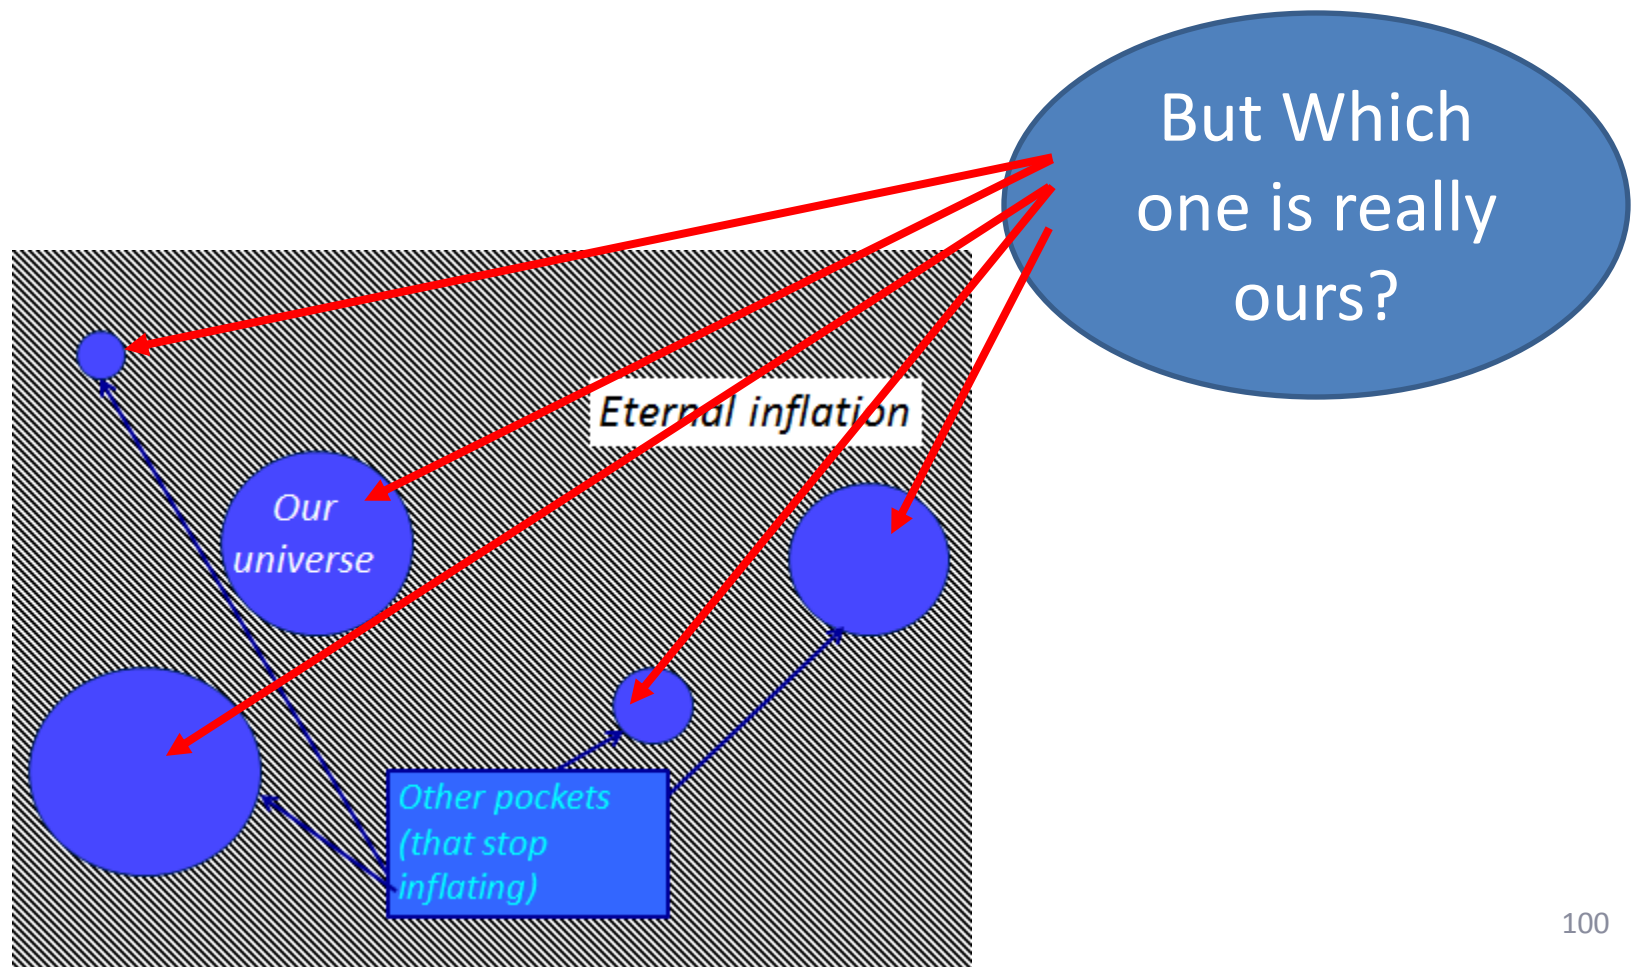 But Which
one is really
ours?
Eternal inflation
Our
universe
Other pockets
(that stop
inflating)
100